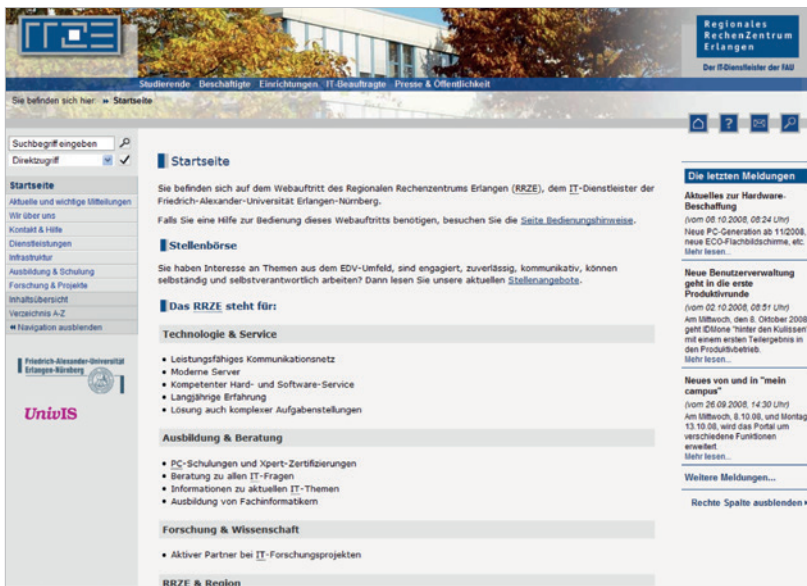 rrze
Regionales
RechenZentrum
Erlangen
Der IT-Dienstleister der FAU
Studierende Beschäftigte Einrichtungen IT-Beauftragte Presse & Öffentlichkeit
Sie befinden sich hier: » Startseite
Suchbegriff eingeben
Direktzugriff
Startseite
Aktuelle und wichtige Mitteilungen
Wir über uns
Kontakt & Hilfe
Dienstleistungen
Infrastruktur
Ausbildung & Schulung
Forschung & Projekte
Inhaltsübersicht
Verzeichnis A-Z
« Navigation ausblenden
Friedrich-Alexander-Universität
Erlangen-Nürnberg
UnivIS
Startseite
Sie befinden sich auf dem Webauftritt des Regionalen Rechenzentrums Erlangen (RRZE), dem IT-Dienstleister der
Friedrich-Alexander-Universität Erlangen-Nürnberg.
Falls Sie eine Hilfe zur Bedienung dieses Webauftritts benötigen, besuchen Sie die Seite Bedienungshinweise.
Stellenbörse
Sie haben Interesse an Themen aus dem EDV-Umfeld, sind engagiert, zuverlässig, kommunikativ, können
selbständig und selbstverantwortlich arbeiten? Dann lesen Sie unsere aktuellen Stellenangebote.
Das RRZE steht für:
Technologie & Service
• Leistungsfähiges Kommunikationsnetz
• Moderne Server
• Kompetenter Hard- und Software-Service
• Langjährige Erfahrung
• Lösung auch komplexer Aufgabenstellungen
Ausbildung & Beratung
• PC-Schulungen und Xpert-Zertifizierungen
• Beratung zu allen IT-Fragen
• Informationen zu aktuellen IT-Themen
• Ausbildung von Fachinformatikern
Forschung & Wissenschaft
• Aktiver Partner bei IT-Forschungsprojekten
RRZE & Region
?
Die letzten Meldungen
Aktuelles zur Hardware-
Beschaffung
(vom 08.10.2008, 08:24 Uhr)
Neue PC-Generation ab 11/2008,
neue ECO-Flachbildschirme, etc.
Mehr lesen...
Neue Benutzerverwaltung
geht in die erste
Produktivrunde
(vom 02.10.2008, 08:51 Uhr)
Am Mittwoch, den 8. Oktober 2008
geht IDMone "hinter den Kulissen"
mit einem ersten Teilergebnis in
den Produktivbetrieb.
Mehr lesen...
Neues von und in "mein
campus"
(vom 26.09.2008, 14:30 Uhr)
Am Mittwoch, 8.10.08, und Montag
13.10.08, wird das Portal um
verschiedene Funktionen
erweitert.
Mehr lesen...
Weitere Meldungen...
Rechte Spalte ausblenden »